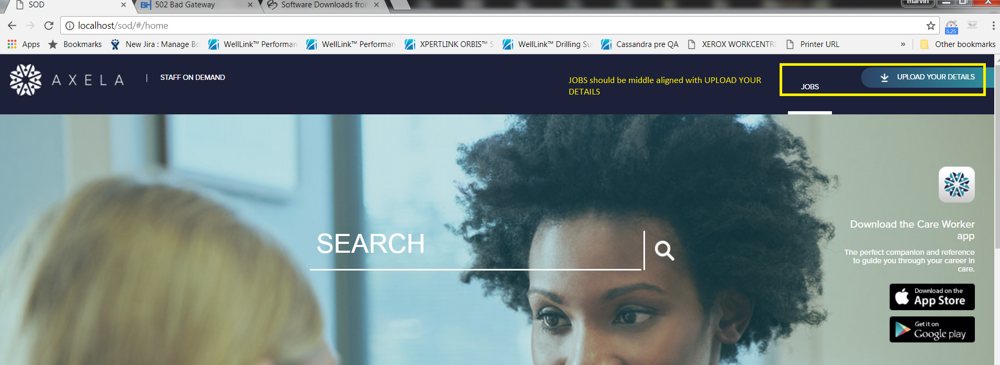 SOD
502 Bad Gateway
Software Downloads fror
marvin
localhost/sod/#/home
5.25
Apps
Bookmarks
New Jira : Manage Bo
WellLink™ Performan
WellLink™ Performan
XPERTLINK ORBIS™ S
WellLink™ Drilling Su
Cassandra pre QA
XEROX WORKCENTR
Printer URL
»
Other bookmarks
AXELA
STAFF ON DEMAND
JOBS should be middle aligned with UPLOAD YOUR
DETAILS
JOBS
UPLOAD YOUR DETAILS
SEARCH
Download the Care Worker
app
The perfect companion and reference
to guide you through your career in
care.
Download on the
App Store
Get it on
Google play